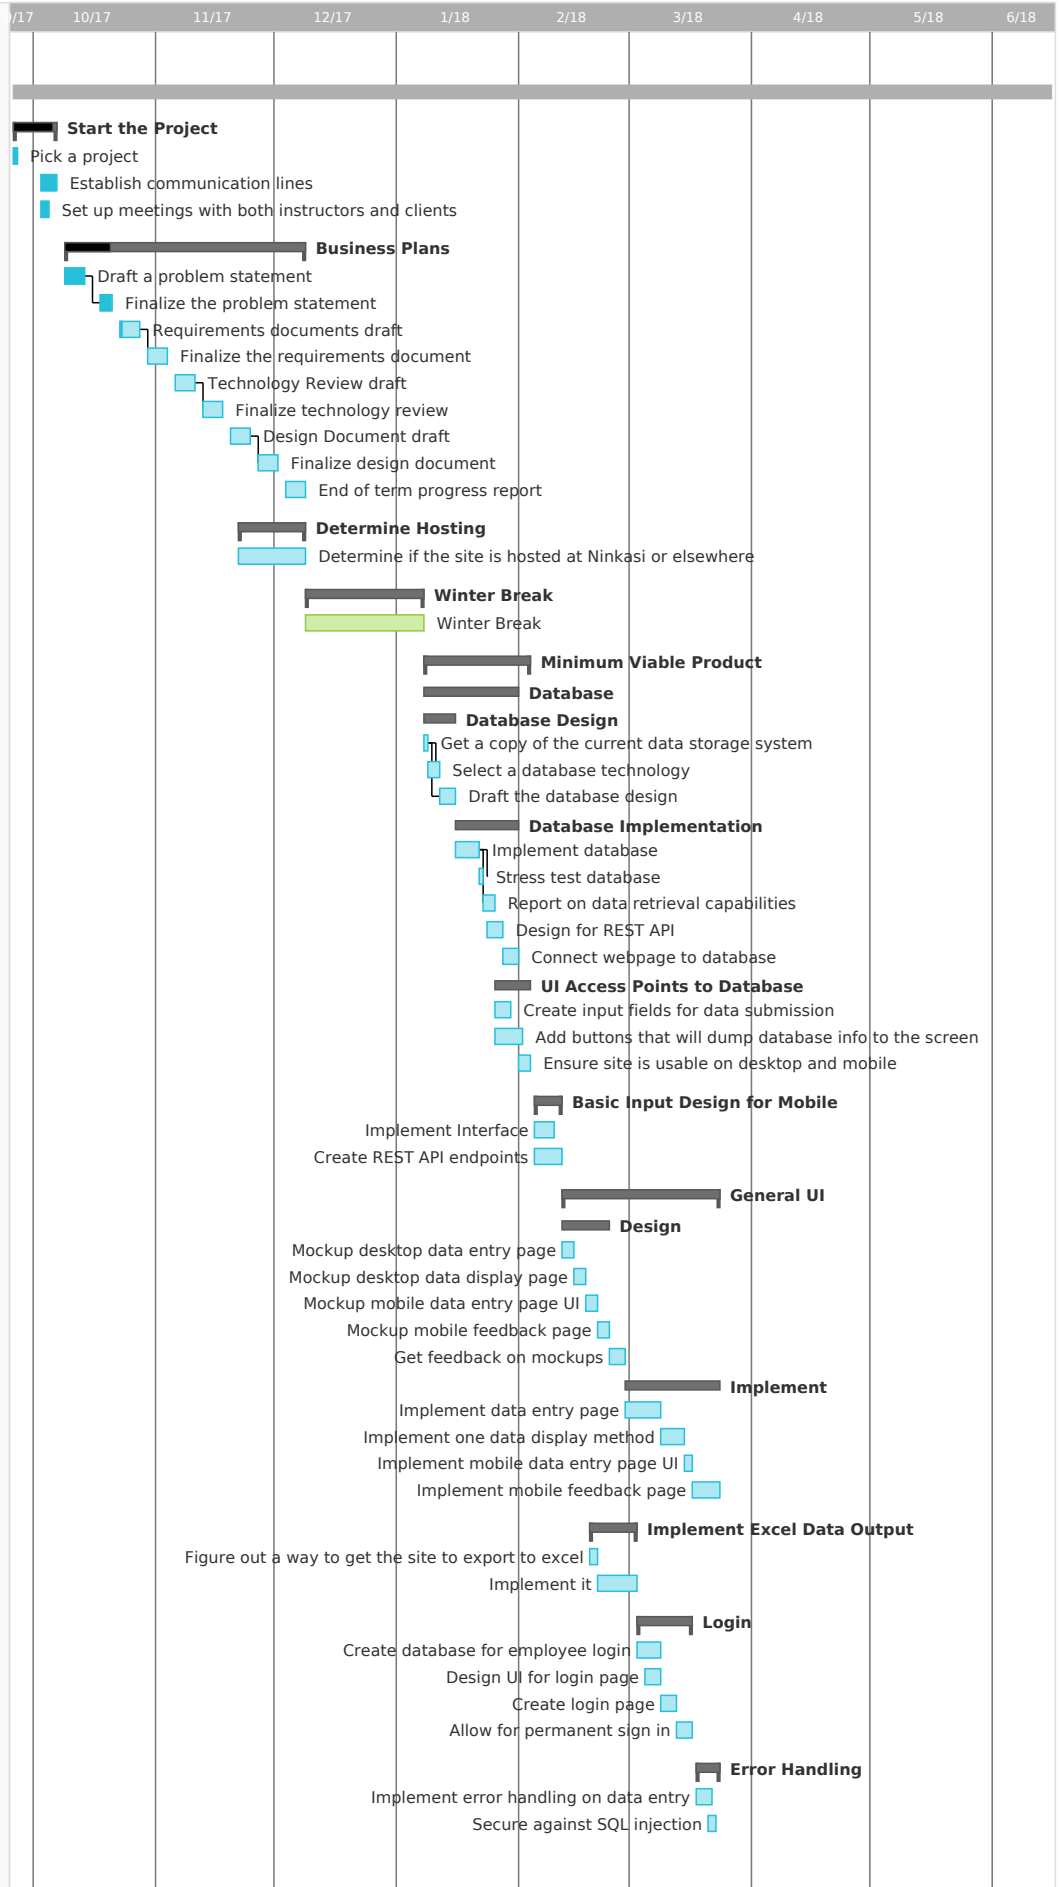 /17 10/17 11/17 12/17 1/18 2/18 3/18 4/18 5/18 6/18
Start the Project
Pick a project
Establish communication lines
Set up meetings with both instructors and clients
Business Plans
Draft a problem statement
Finalize the problem statement
Requirements documents draft
Finalize the requirements document
Technology Review draft
Finalize technology review
Design Document draft
Finalize design document
End of term progress report
Determine Hosting
Determine if the site is hosted at Ninkasi or elsewhere
Winter Break
Winter Break
Minimum Viable Product
Database
Database Design
Get a copy of the current data storage system
Select a database technology
Draft the database design
Database Implementation
Implement database
Stress test database
Report on data retrieval capabilities
Design for REST API
Connect webpage to database
UI Access Points to Database
Create input fields for data submission
Add buttons that will dump database info to the screen
Ensure site is usable on desktop and mobile
Basic Input Design for Mobile
Implement Interface
Create REST API endpoints
General UI
Design
Mockup desktop data entry page
Mockup desktop data display page
Mockup mobile data entry page UI
Mockup mobile feedback page
Get feedback on mockups
Implement
Implement data entry page
Implement one data display method
Implement mobile data entry page UI
Implement mobile feedback page
Implement Excel Data Output
Figure out a way to get the site to export to excel
Implement it
Login
Create database for employee login
Design UI for login page
Create login page
Allow for permanent sign in
Error Handling
Implement error handling on data entry
Secure against SQL injection